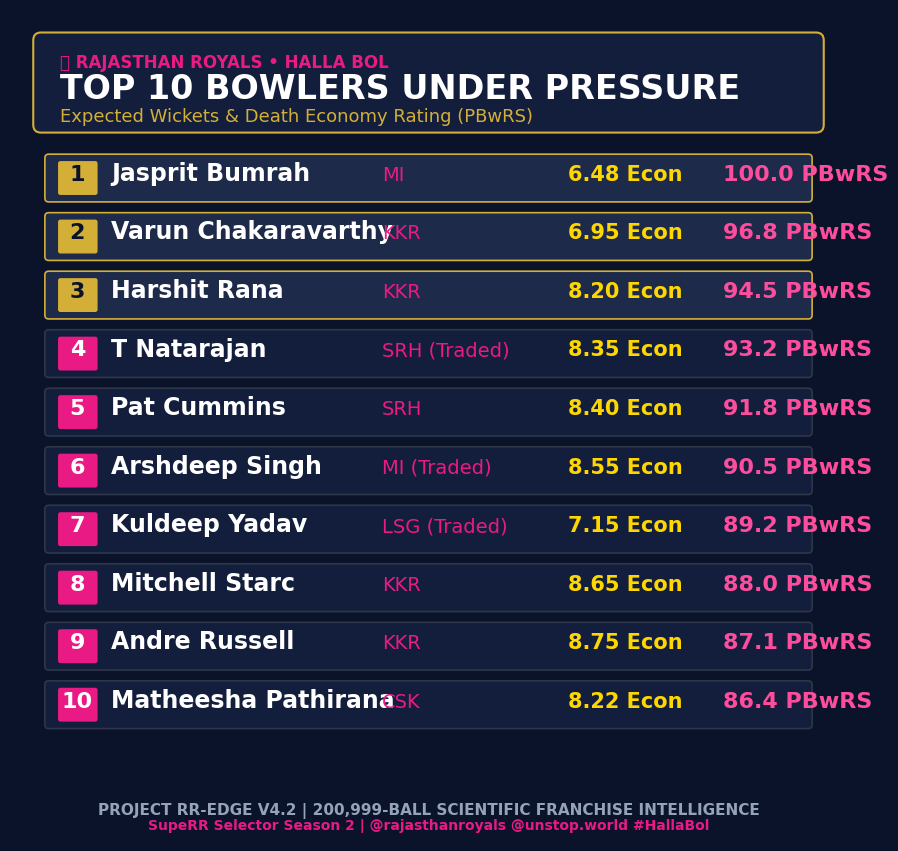 RAJASTHAN ROYALS • HALLA BOL
TOP 10 BOWLERS UNDER PRESSURE
Expected Wickets & Death Economy Rating (PBwRS)
1 Jasprit Bumrah MI 6.48 Econ 100.0 PBwRS
2 Varun Chakaravarthy KKR 6.95 Econ 96.8 PBwRS
3 Harshit Rana KKR 8.20 Econ 94.5 PBwRS
4 T Natarajan SRH (Traded) 8.35 Econ 93.2 PBwRS
5 Pat Cummins SRH 8.40 Econ 91.8 PBwRS
6 Arshdeep Singh MI (Traded) 8.55 Econ 90.5 PBwRS
7 Kuldeep Yadav LSG (Traded) 7.15 Econ 89.2 PBwRS
8 Mitchell Starc KKR 8.65 Econ 88.0 PBwRS
9 Andre Russell KKR 8.75 Econ 87.1 PBwRS
10 Matheesha Pathirana CSK 8.22 Econ 86.4 PBwRS
PROJECT RR-EDGE V4.2 | 200,999-BALL SCIENTIFIC FRANCHISE INTELLIGENCE
SupeRR Selector Season 2 | @rajasthanroyals @unstop.world #HallaBol